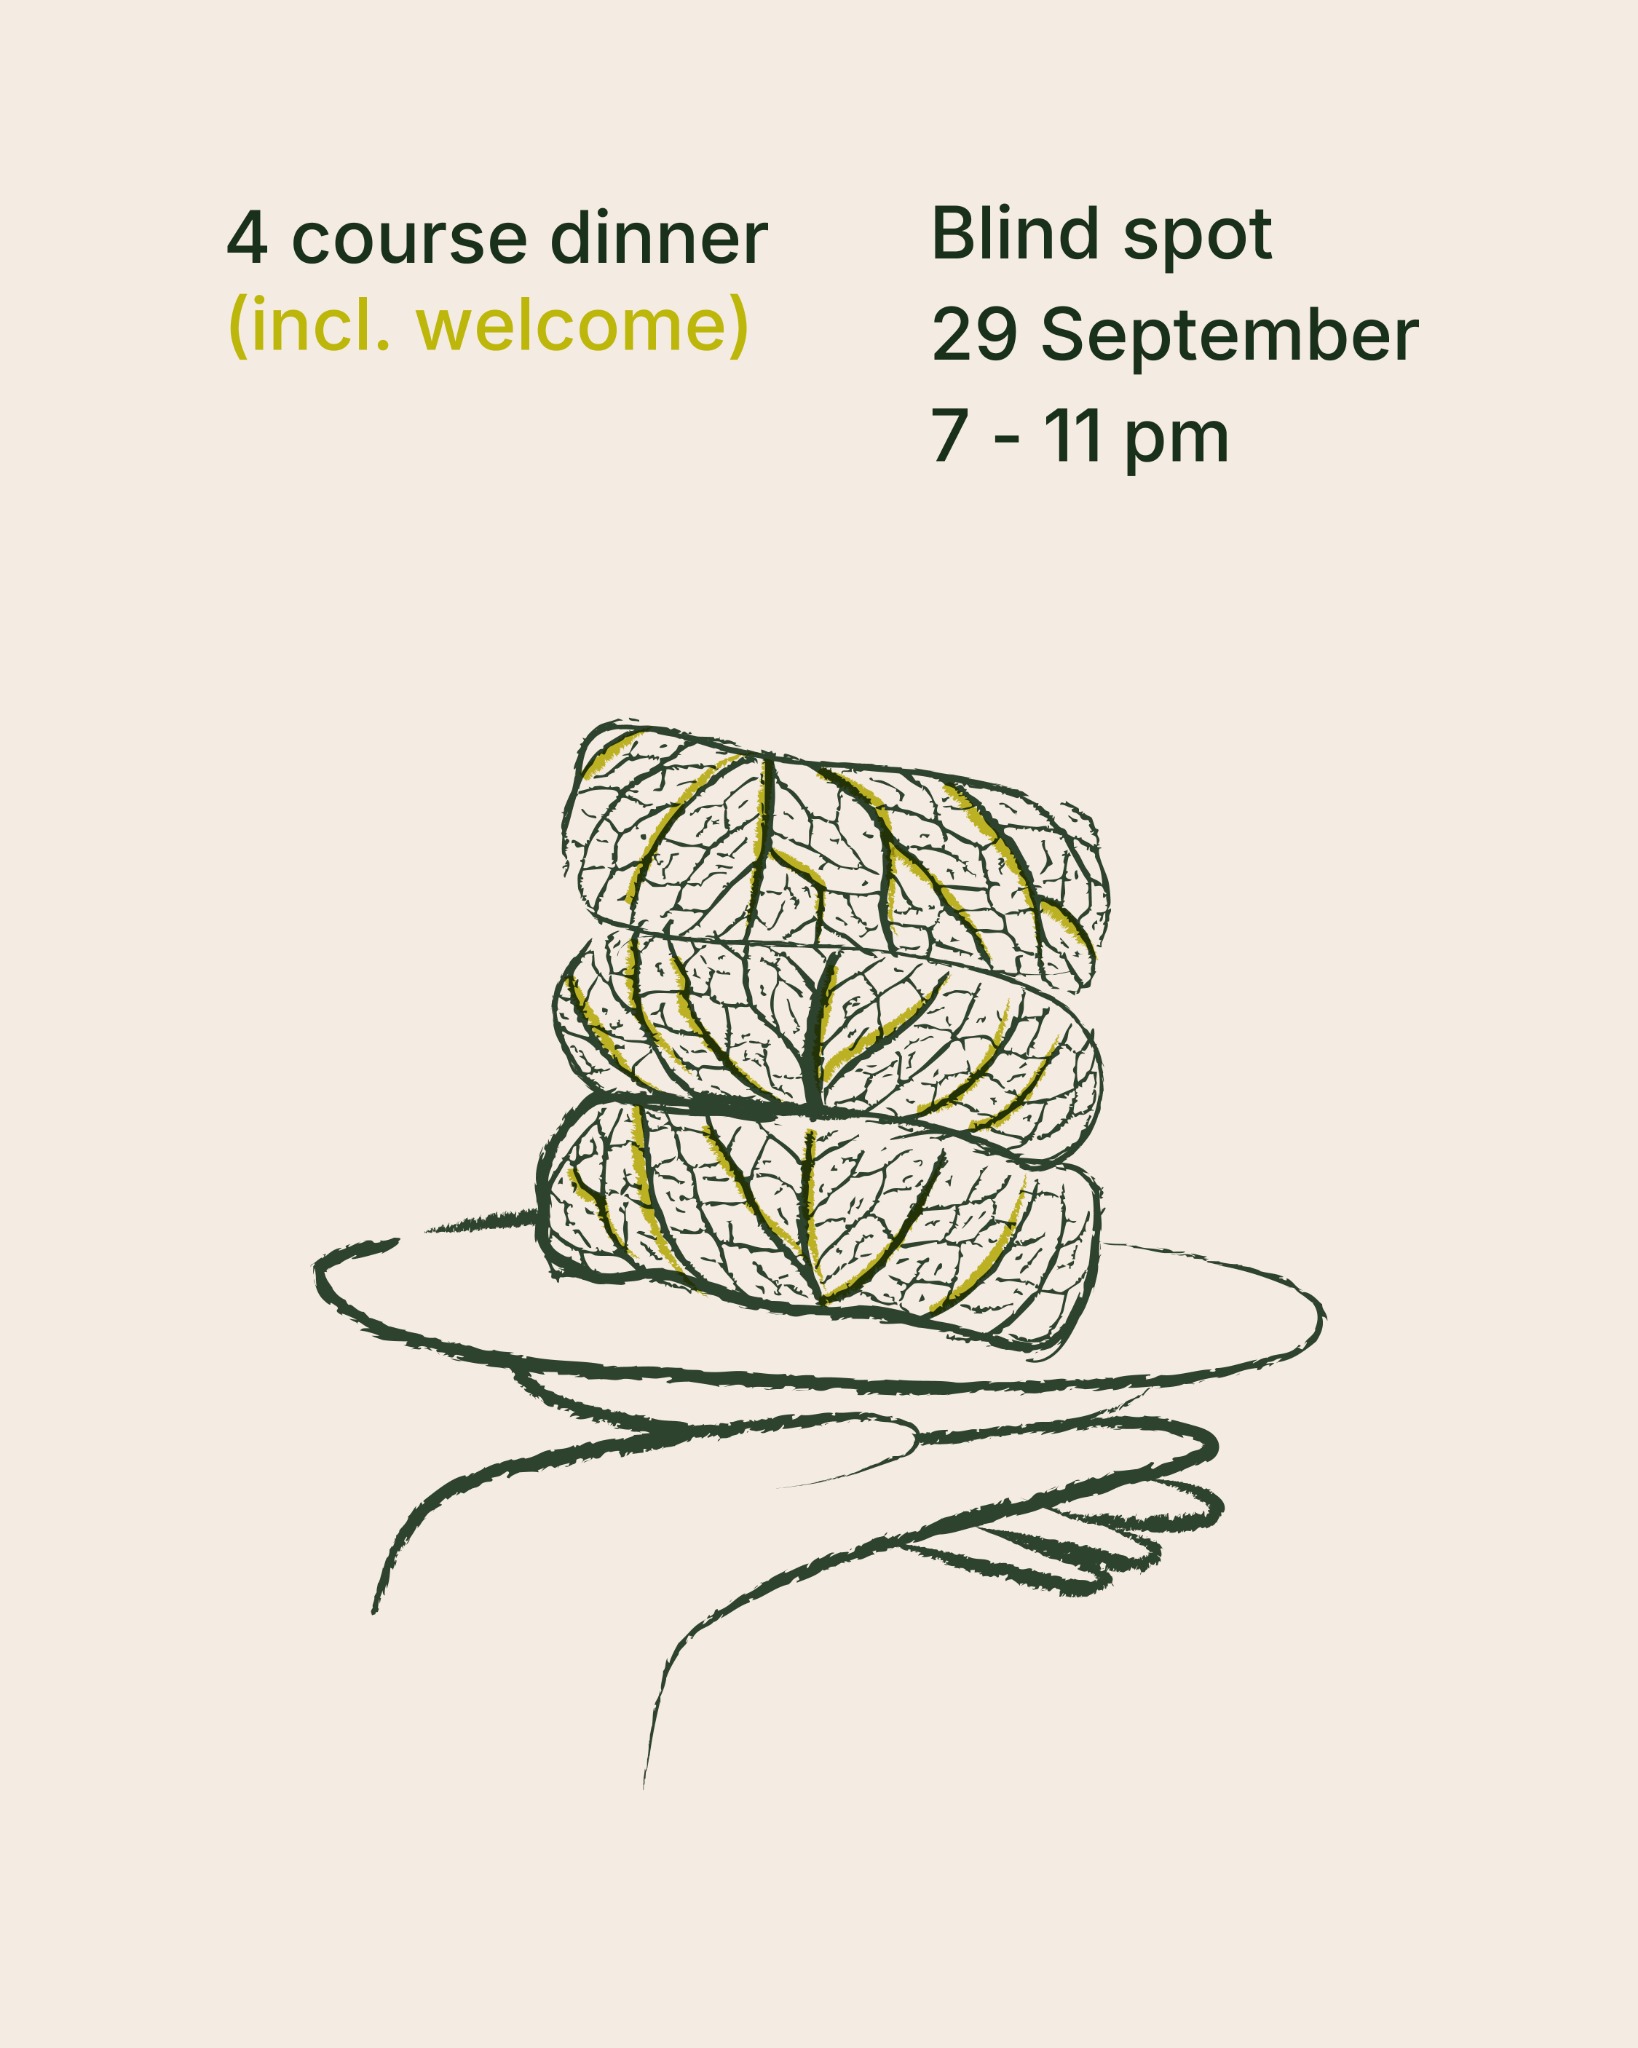 4 course dinner
(incl. welcome)
Blind spot
29 September
7 - 11 pm